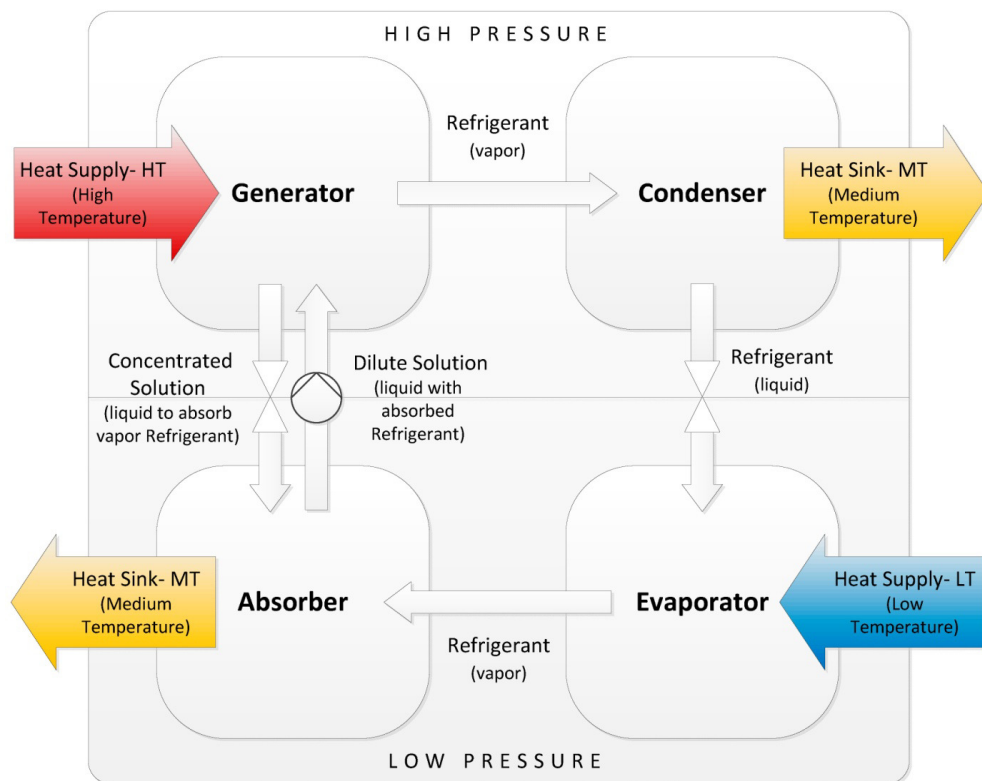 HIGH PRESSURE
Refrigerant
(vapor)
Heat Supply- HT
(High
Temperature)
Generator
Condenser
Heat Sink- MT
(Medium
Temperature)
Concentrated
Solution
(liquid to absorb
vapor Refrigerant)
Dilute Solution
(liquid with
absorbed
Refrigerant)
Refrigerant
(liquid)
Heat Sink- MT
(Medium
Temperature)
Absorber
Evaporator
Heat Supply- LT
(Low
Temperature)
Refrigerant
(vapor)
LOW PRESSURE